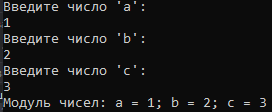 Введите число 'a':
1
Введите число 'b':
2
Введите число 'c':
3
Модуль чисел: a = 1; b = 2; c = 3